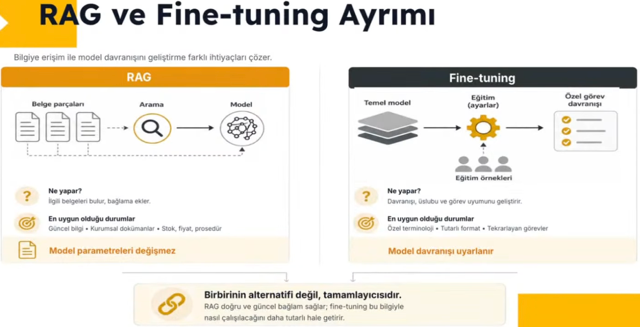 RAG ve Fine-tuning Ayrımı
Bilgiye erişim ile model davranışını geliştirme farklı ihtiyaçları çözer.
RAG
Belge parçaları
Arama
Model
Ne yapar?
İlgili belgeleri bulur, bağlama ekler.
En uygun olduğu durumlar
Güncel bilgi • Kurumsal dokümanlar • Stok, fiyat, prosedür
Model parametreleri değişmez
Fine-tuning
Temel model
Eğitim
(ayarlar)
Özel görev
davranışı
Eğitim örnekleri
Ne yapar?
Davranışı, üslubu ve görev uyumunu geliştirir.
En uygun olduğu durumlar
Özel terminoloji • Tutarlı format • Tekrarlayan görevler
Model davranışı uyarlanır
Birbirinin alternatifi değil, tamamlayıcısıdır.
RAG doğru ve güncel bağlam sağlar; fine-tuning bu bilgiyle
nasıl çalışılacağını daha tutarlı hale getirir.